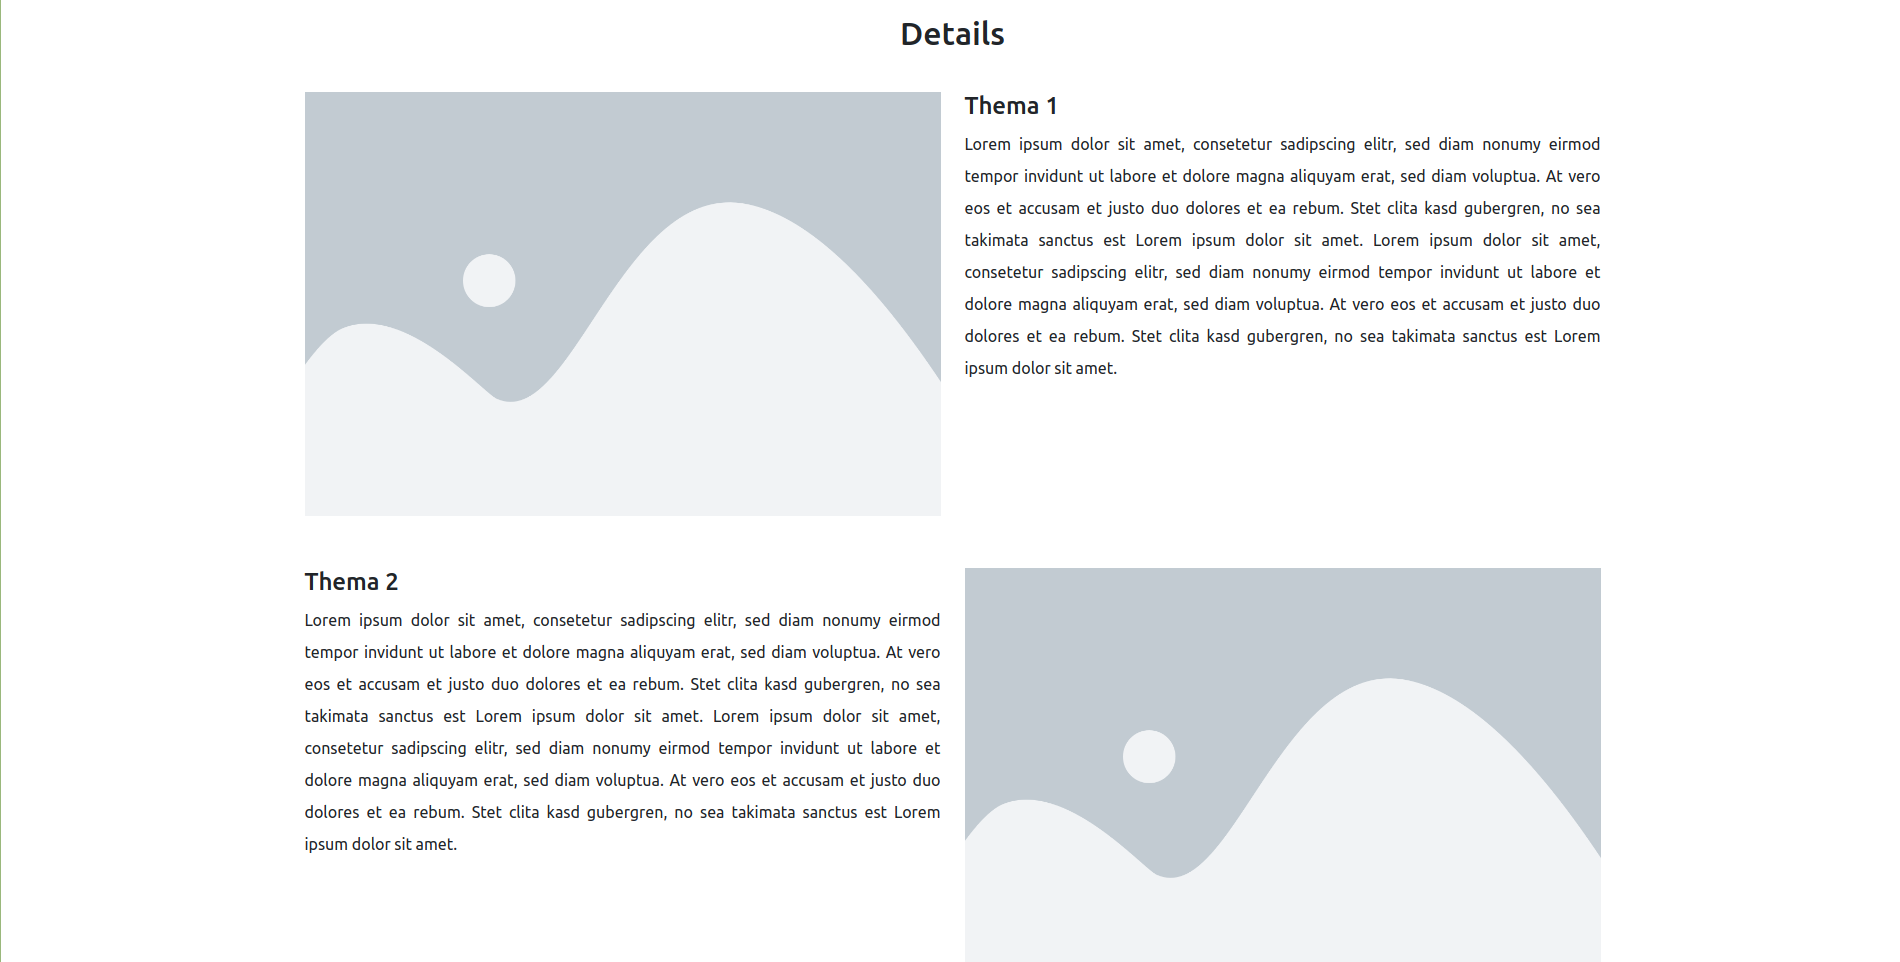 Details
Thema 1
Lorem ipsum dolor sit amet, consetetur sadipscing elitr, sed diam nonumy eirmod
tempor invidunt ut labore et dolore magna aliquyam erat, sed diam voluptua. At vero
eos et accusam et justo duo dolores et ea rebum. Stet clita kasd gubergren, no sea
takimata sanctus est Lorem ipsum dolor sit amet. Lorem ipsum dolor sit amet,
consetetur sadipscing elitr, sed diam nonumy eirmod tempor invidunt ut labore et
dolore magna aliquyam erat, sed diam voluptua. At vero eos et accusam et justo duo
dolores et ea rebum. Stet clita kasd gubergren, no sea takimata sanctus est Lorem
ipsum dolor sit amet.
Thema 2
Lorem ipsum dolor sit amet, consetetur sadipscing elitr, sed diam nonumy eirmod
tempor invidunt ut labore et dolore magna aliquyam erat, sed diam voluptua. At vero
eos et accusam et justo duo dolores et ea rebum. Stet clita kasd gubergren, no sea
takimata sanctus est Lorem ipsum dolor sit amet. Lorem ipsum dolor sit amet,
consetetur sadipscing elitr, sed diam nonumy eirmod tempor invidunt ut labore et
dolore magna aliquyam erat, sed diam voluptua. At vero eos et accusam et justo duo
dolores et ea rebum. Stet clita kasd gubergren, no sea takimata sanctus est Lorem
ipsum dolor sit amet.